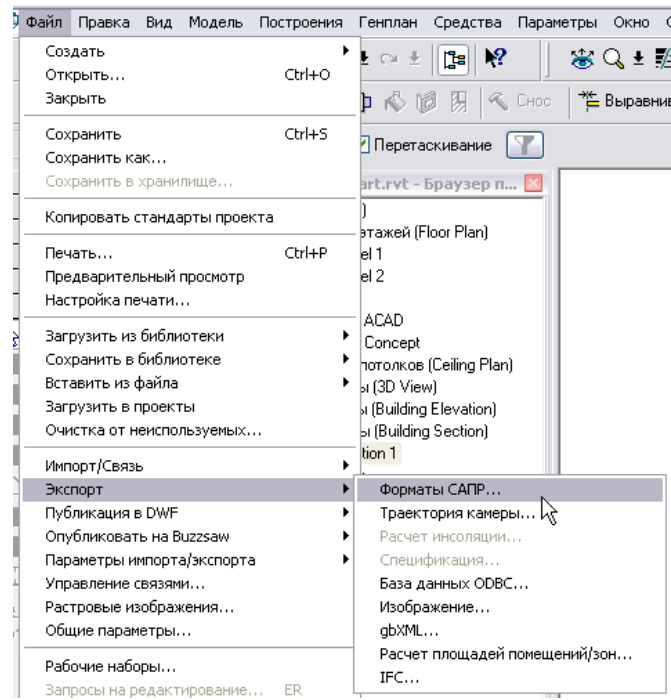 Файл Правка Вид Модель Построения Генплан Средства Параметры Окно
Создать
Открыть... Ctrl+O
Закрыть
Снос Выравнив
Сохранить Ctrl+S
Перетаскивание
Сохранить как...
Сохранить в хранилище...
art.rvt - Браузер п...
Копировать стандарты проекта
этажей (Floor Plan)
Печать... Ctrl+P
el 1
Предварительный просмотр
el 2
Настройка печати...
Загрузить из библиотеки
ACAD
Concept
Сохранить в библиотеке
потолков (Ceiling Plan)
Вставить из файла
ы (3D View)
Загрузить в проекты
ы (Building Elevation)
Очистка от неиспользуемых...
ы (Building Section)
tion 1
Импорт/Связь
Экспорт
Форматы САПР...
Публикация в DWF
Траектория камеры...
Опубликовать на Buzzsaw
Расчет инсоляции...
Параметры импорта/экспорта
Спецификация...
Управление связями...
База данных ODBC...
Растровые изображения...
Изображение...
Общие параметры...
gbXML...
Расчет площадей помещений/зон...
Рабочие наборы...
IFC...
Запросы на редактирование... ER